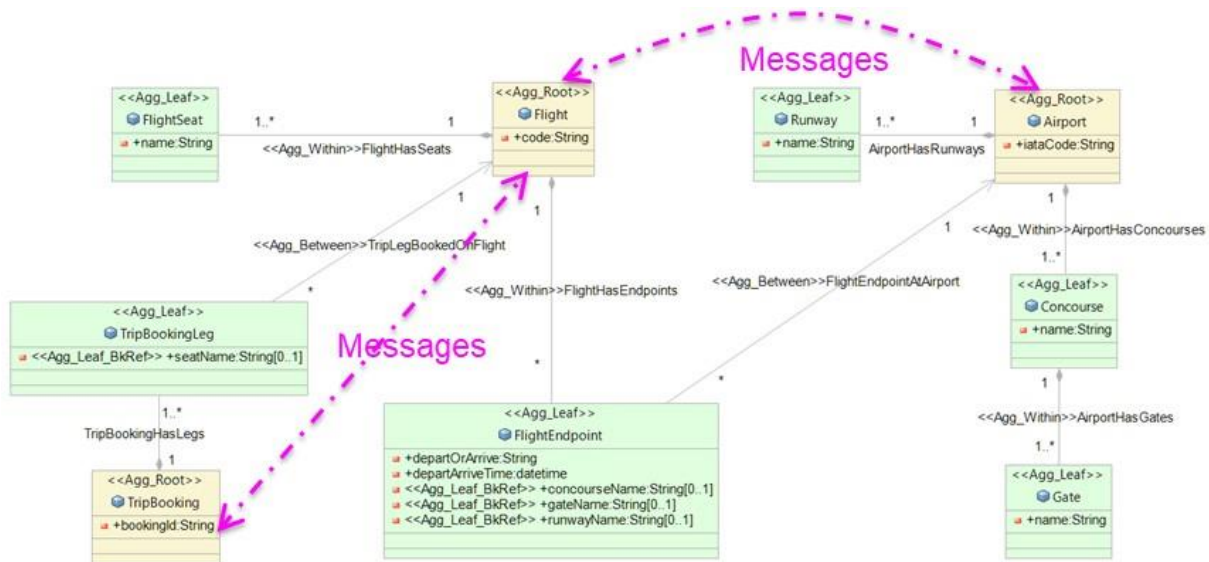 Messages
<<Agg_Leaf>>
FlightSeat
+name:String
1..*
1
<<Agg_Within>>FlightHasSeats
<<Agg_Root>>
Flight
+code:String
<<Agg_Leaf>>
Runway
+name:String
1..*
1
AirportHasRunways
<<Agg_Root>>
Airport
+iataCode:String
1
1
<<Agg_Between>>TripLegBookedOnFlight
*
<<Agg_Within>>FlightHasEndpoints
*
1
<<Agg_Between>>FlightEndpointAtAirport
*
1
<<Agg_Within>>AirportHasConcourses
1..*
<<Agg_Leaf>>
Concourse
+name:String
<<Agg_Leaf>>
TripBookingLeg
<<Agg_Leaf_BkRef>> +seatName:String[0..1]
Messages
1..*
TripBookingHasLegs
1
<<Agg_Root>>
TripBooking
+bookingId:String
<<Agg_Leaf>>
FlightEndpoint
+departOrArrive:String
+departArriveTime:datetime
<<Agg_Leaf_BkRef>> +concourseName:String[0..1]
<<Agg_Leaf_BkRef>> +gateName:String[0..1]
<<Agg_Leaf_BkRef>> +runwayName:String[0..1]
1
<<Agg_Within>>AirportHasGates
1..*
<<Agg_Leaf>>
Gate
+name:String